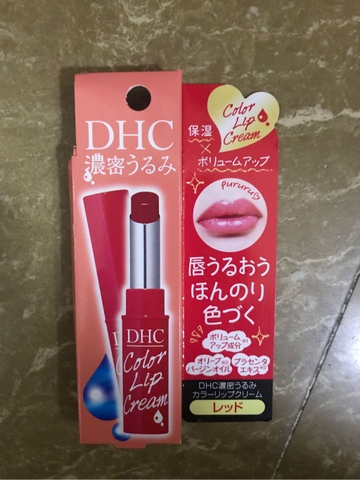 DHC
濃密うるみ
DHC
Color
Lip
Cream
Color
Lip
Cream
保湿
×
ボリュームアップ
pururun
唇うるおう
ほんのり
色づく
ボリューム
アップ成分
オリーブ
バージンオイル
プラセンタ
エキス
DHC濃密うるみ
カラーリップクリーム
レッド